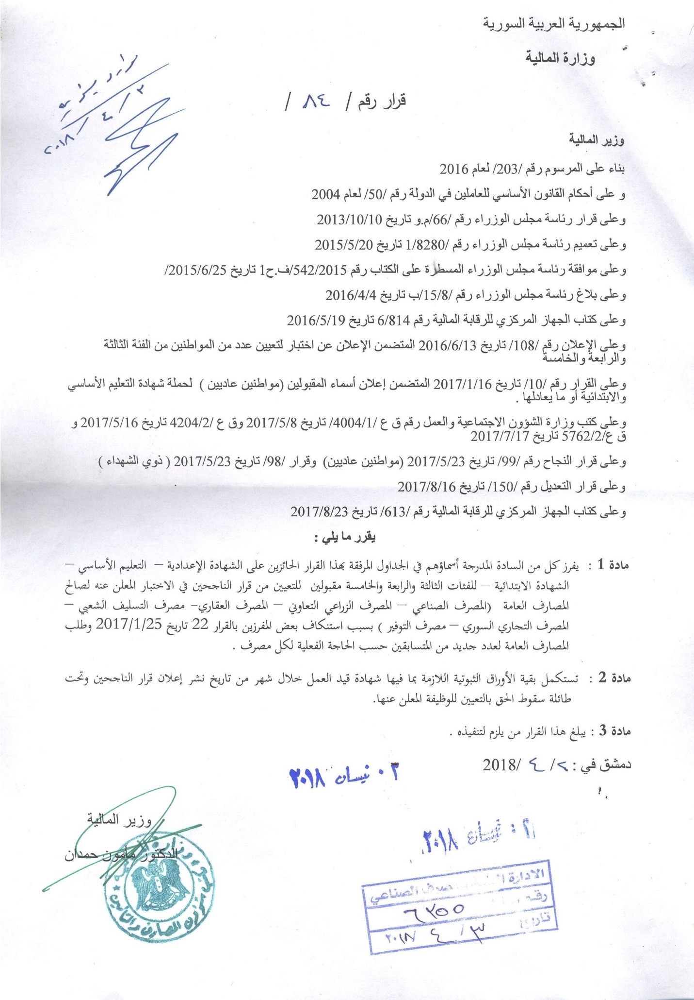 الجمهورية العربية السورية
وزارة المالية
قرار رقم / ٨٤ /
٣ / ٤ / ٢٠١٨
وزير المالية
بناء على المرسوم رقم /203/ لعام 2016
و على أحكام القانون الأساسي للعاملين في الدولة رقم /50/ لعام 2004
وعلى قرار رئاسة مجلس الوزراء رقم /66/م.و تاريخ 2013/10/10
وعلى تعميم رئاسة مجلس الوزراء رقم /1/8280 تاريخ 2015/5/20
وعلى موافقة رئاسة مجلس الوزراء المسطرة على الكتاب رقم 542/2015/ف.ح1 تاريخ 2015/6/25/
وعلى بلاغ رئاسة مجلس الوزراء رقم /15/8/ب تاريخ 2016/4/4
وعلى كتاب الجهاز المركزي للرقابة المالية رقم 6/814 تاريخ 2016/5/19
وعلى الإعلان رقم /108/ تاريخ 2016/6/13 المتضمن الإعلان عن اختبار لتعيين عدد من المواطنين من الفئة الثالثة
والرابعة والخامسة
وعلى القرار رقم /10/ تاريخ 2017/1/16 المتضمن إعلان أسماء المقبولين (مواطنين عاديين ) لحملة شهادة التعليم الأساسي
والابتدائية أو ما يعادلها .
وعلى كتب وزارة الشؤون الاجتماعية والعمل رقم ق ع /4004/1/ تاريخ 2017/5/8 وق ع /4204/2 تاريخ 2017/5/16 و
ق ع/5762/2 تاريخ 2017/7/17
وعلى قرار النجاح رقم /99/ تاريخ 2017/5/23 (مواطنين عاديين) وقرار /98/ تاريخ 2017/5/23 ( ذوي الشهداء )
وعلى قرار التعديل رقم /150/ تاريخ 2017/8/16
وعلى كتاب الجهاز المركزي للرقابة المالية رقم /613/ تاريخ 2017/8/23
يقرر ما يلي :
مادة 1 : يفرز كل من السادة المدرجة أسماؤهم في الجداول المرفقة بهذا القرار الحائزين على الشهادة الإعدادية – التعليم الأساسي –
الشهادة الابتدائية – للفئات الثالثة والرابعة والخامسة مقبولين للتعيين من قرار الناجحين في الاختبار المعلن عنه لصالح
المصارف العامة (المصرف الصناعي – المصرف الزراعي التعاوني – المصرف العقاري– مصرف التسليف الشعبي –
المصرف التجاري السوري – مصرف التوفير ) بسبب استنكاف بعض المفرزين بالقرار 22 تاريخ 2017/1/25 وطلب
المصارف العامة لعدد جديد من المتسابقين حسب الحاجة الفعلية لكل مصرف .
مادة 2 : تستكمل بقية الأوراق الثبوتية اللازمة بما فيها شهادة قيد العمل خلال شهر من تاريخ نشر إعلان قرار الناجحين وتحت
طائلة سقوط الحق بالتعيين للوظيفة المعلن عنها.
مادة 3 : يبلغ هذا القرار من يلزم لتنفيذه .
دمشق في : ٢/ ٤ /2018
٠٣ نيسان ٢٠١٨
وزير المالية
الدكتور مأمون حمدان
نيسان ٢٠١٨
الادارة
الصناعي
رقم
٦٢٥٥
تاريخ ٣ / ٤ / ٢٠١٨